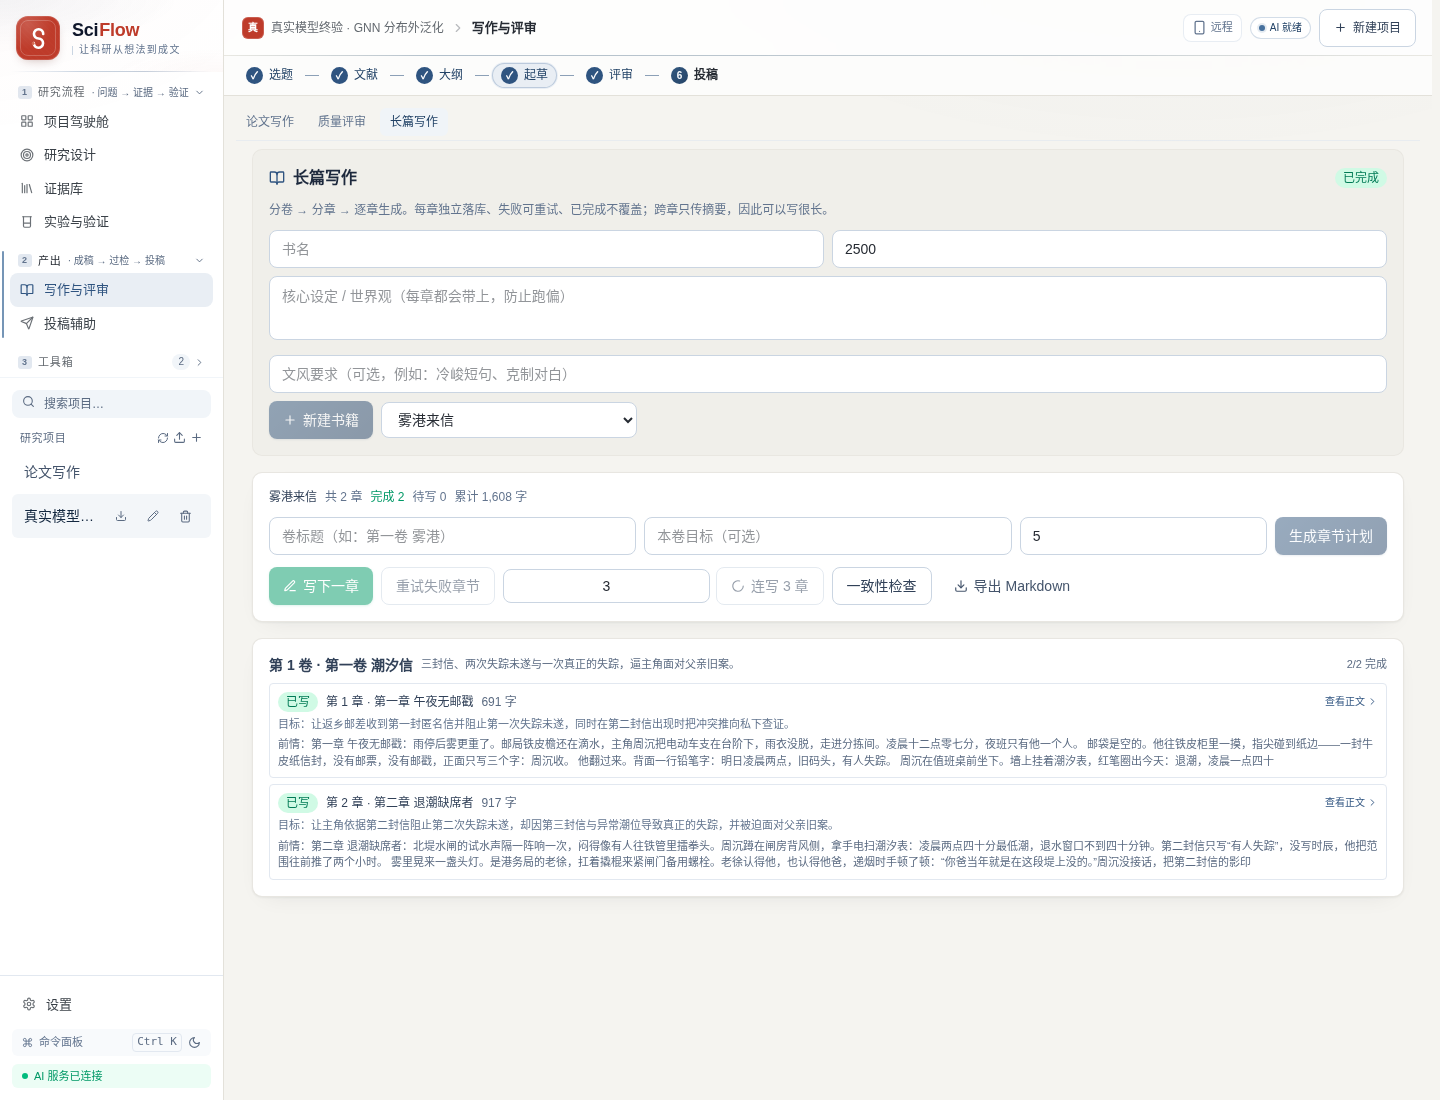 SciFlow
让科研从想法到成文
1 研究流程 · 问题 → 证据 → 验证
项目驾驶舱
研究设计
证据库
实验与验证
2 产出 · 成稿 → 过检 → 投稿
写作与评审
投稿辅助
3 工具箱 2
搜索项目…
研究项目
论文写作
真实模型…
设置
⌘ 命令面板 Ctrl K
AI 服务已连接
真 真实模型终验 · GNN 分布外泛化 写作与评审
远程 AI 就绪 新建项目
选题 — 文献 — 大纲 — 起草 — 评审 — 6 投稿
论文写作 质量评审 长篇写作
长篇写作 已完成
分卷 → 分章 → 逐章生成。每章独立落库、失败可重试、已完成不覆盖；跨章只传摘要，因此可以写很长。
书名 2500
核心设定 / 世界观（每章都会带上，防止跑偏）
文风要求（可选，例如：冷峻短句、克制对白）
新建书籍 雾港来信
雾港来信 共 2 章 完成 2 待写 0 累计 1,608 字
卷标题（如：第一卷 雾港） 本卷目标（可选） 5 生成章节计划
写下一章 重试失败章节 3 连写 3 章 一致性检查 导出 Markdown
第 1 卷 · 第一卷 潮汐信 三封信、两次失踪未遂与一次真正的失踪，逼主角面对父亲旧案。 2/2 完成
已写 第 1 章 · 第一章 午夜无邮戳 691 字 查看正文
目标：让返乡邮差收到第一封匿名信并阻止第一次失踪未遂，同时在第二封信出现时把冲突推向私下查证。
前情：第一章 午夜无邮戳：雨停后雾更重了。邮局铁皮檐还在滴水，主角周沉把电动车支在台阶下，雨衣没脱，走进分拣间。凌晨十二点零七分，夜班只有他一个人。 邮袋是空的。他往铁皮柜里一摸，指尖碰到纸边——一封牛
皮纸信封，没有邮票，没有邮戳，正面只写三个字：周沉收。 他翻过来。背面一行铅笔字：明日凌晨两点，旧码头，有人失踪。 周沉在值班桌前坐下。墙上挂着潮汐表，红笔圈出今天：退潮，凌晨一点四十
已写 第 2 章 · 第二章 退潮缺席者 917 字 查看正文
目标：让主角依据第二封信阻止第二次失踪未遂，却因第三封信与异常潮位导致真正的失踪，并被迫面对父亲旧案。
前情：第二章 退潮缺席者：北堤水闸的试水声隔一阵响一次，闷得像有人往铁管里擂拳头。周沉蹲在闸房背风侧，拿手电扫潮汐表：凌晨两点四十分最低潮，退水窗口不到四十分钟。第二封信只写“有人失踪”，没写时辰，他把范
围往前推了两个小时。 雾里晃来一盏头灯。是港务局的老徐，扛着撬棍来紧闸门备用螺栓。老徐认得他，也认得他爸，递烟时手顿了顿：“你爸当年就是在这段堤上没的。”周沉没接话，把第二封信的影印